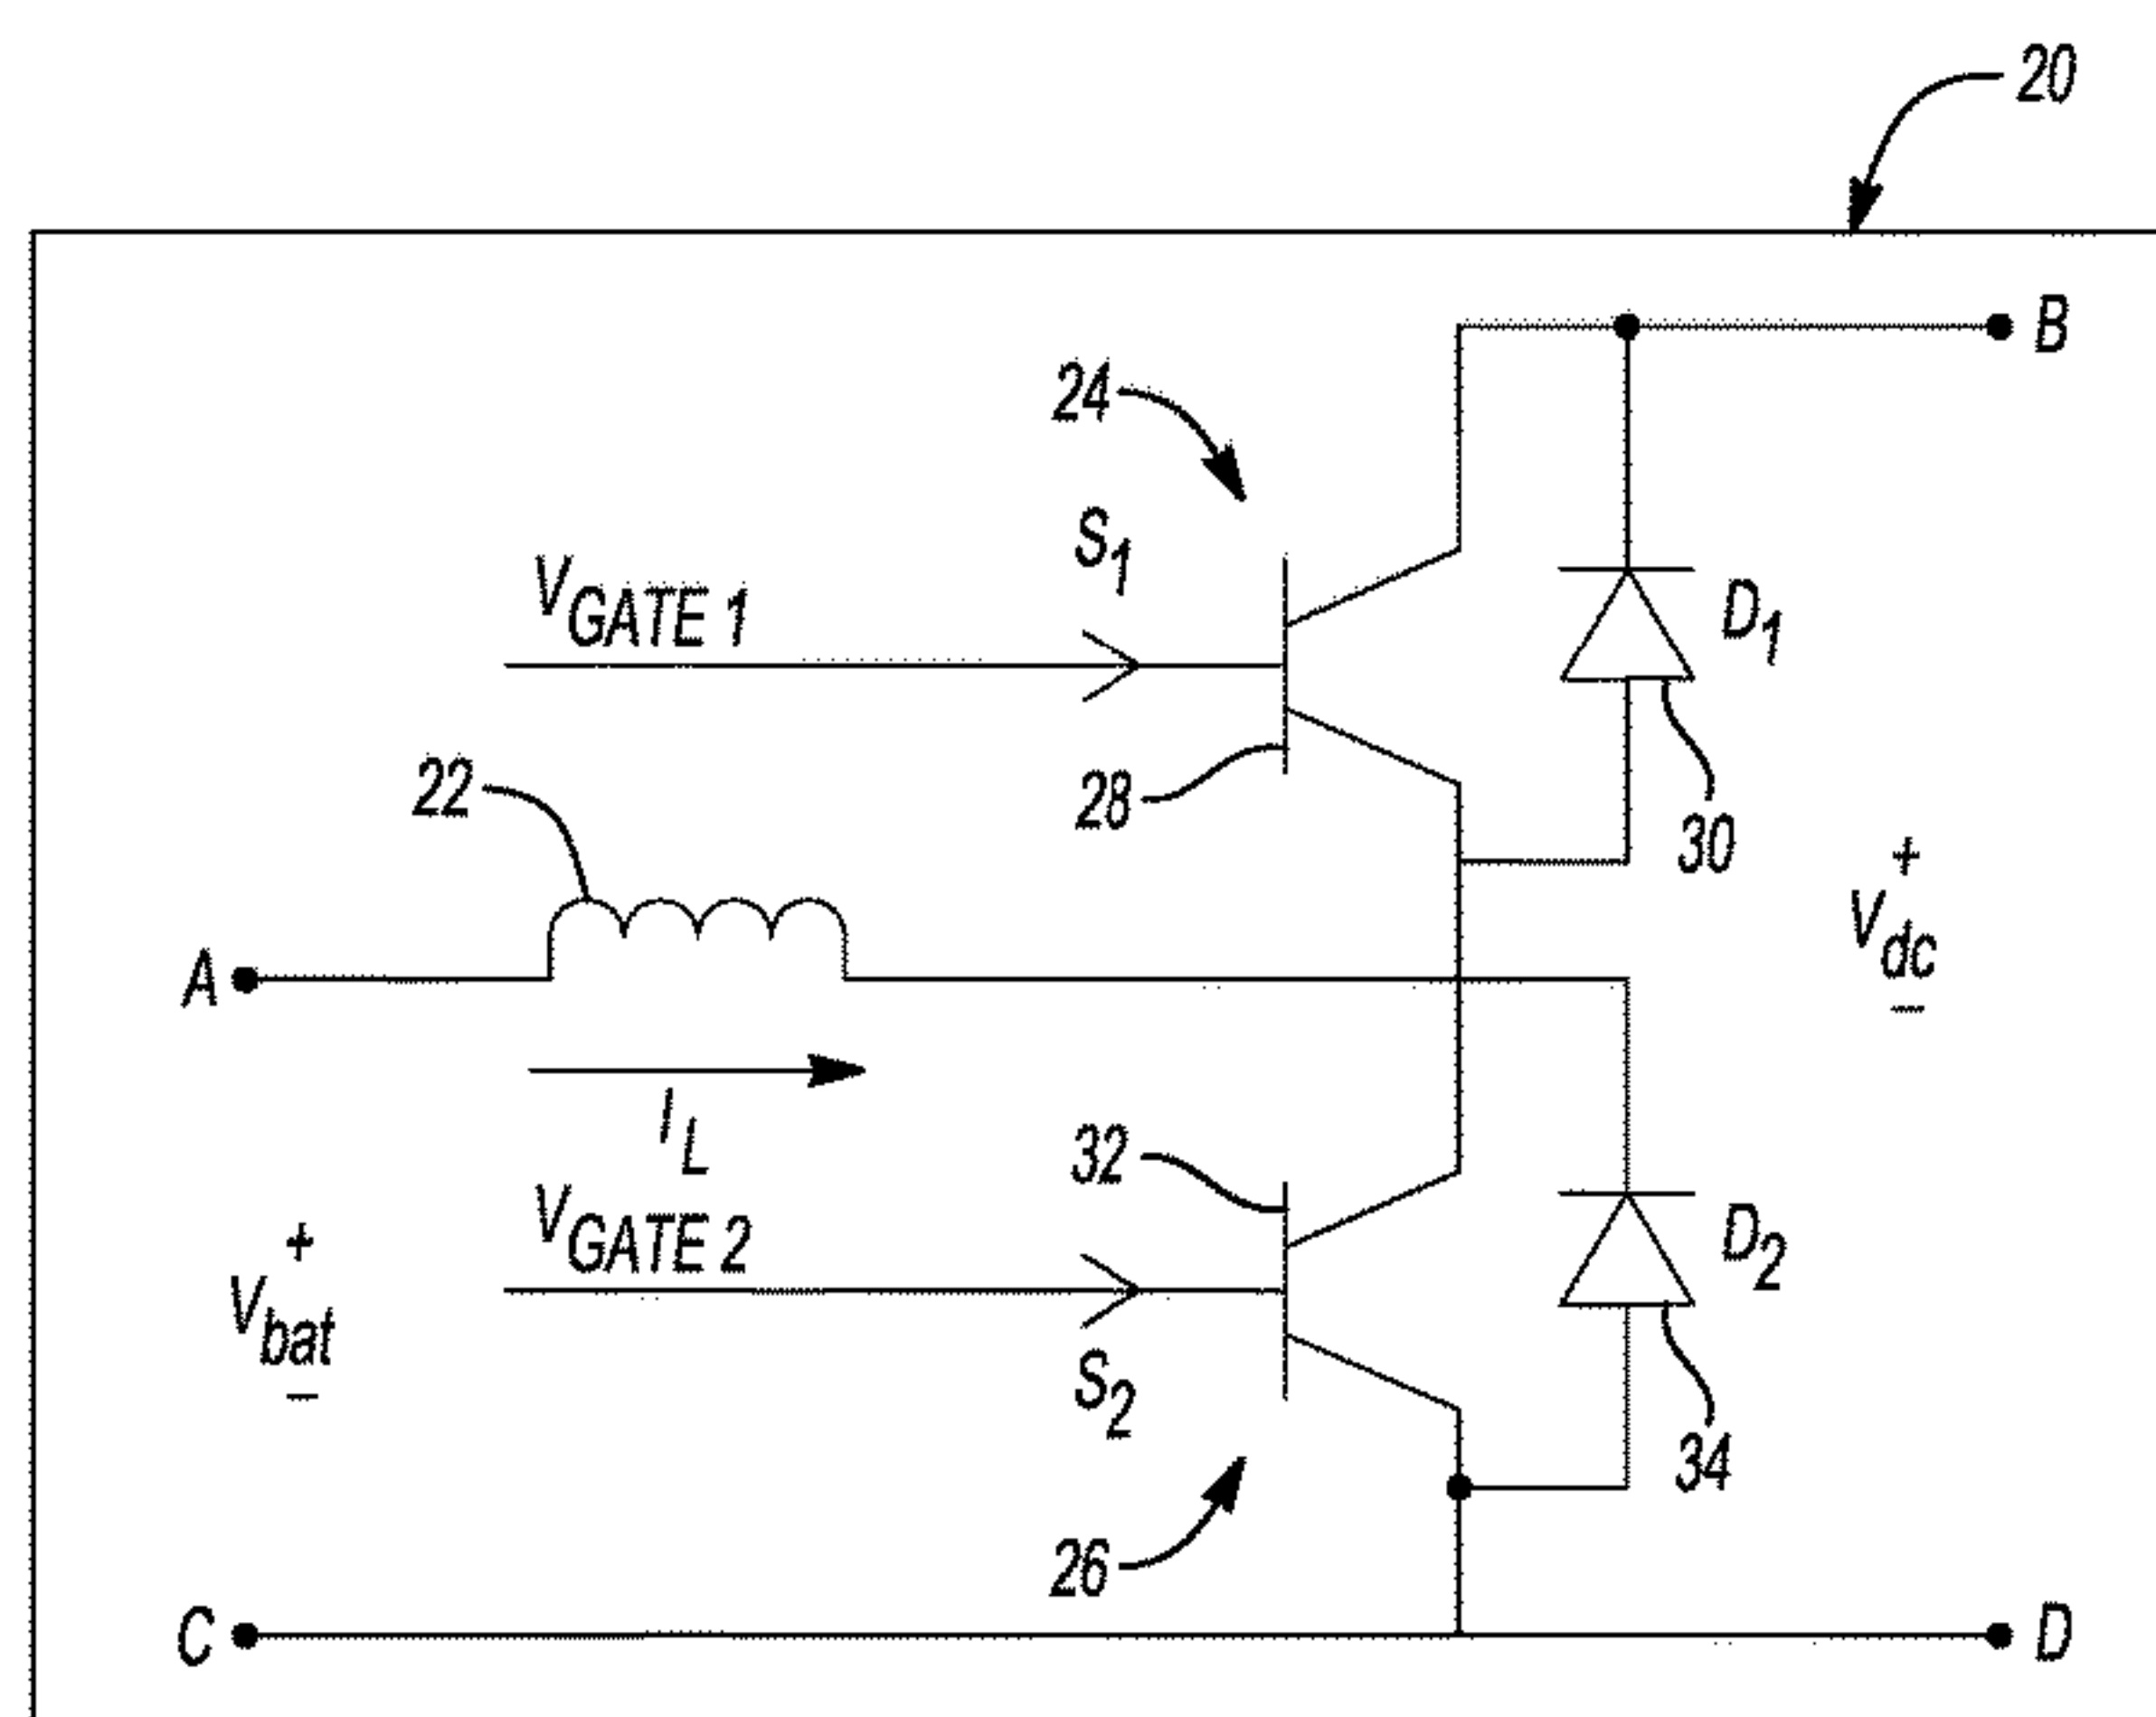 20
B
24
S1
VGATE 1
D1
28
30
22
+
Vdc
−
A
IL
32
VGATE 2
D2
+
Vbat
−
S2
34
26
C
D